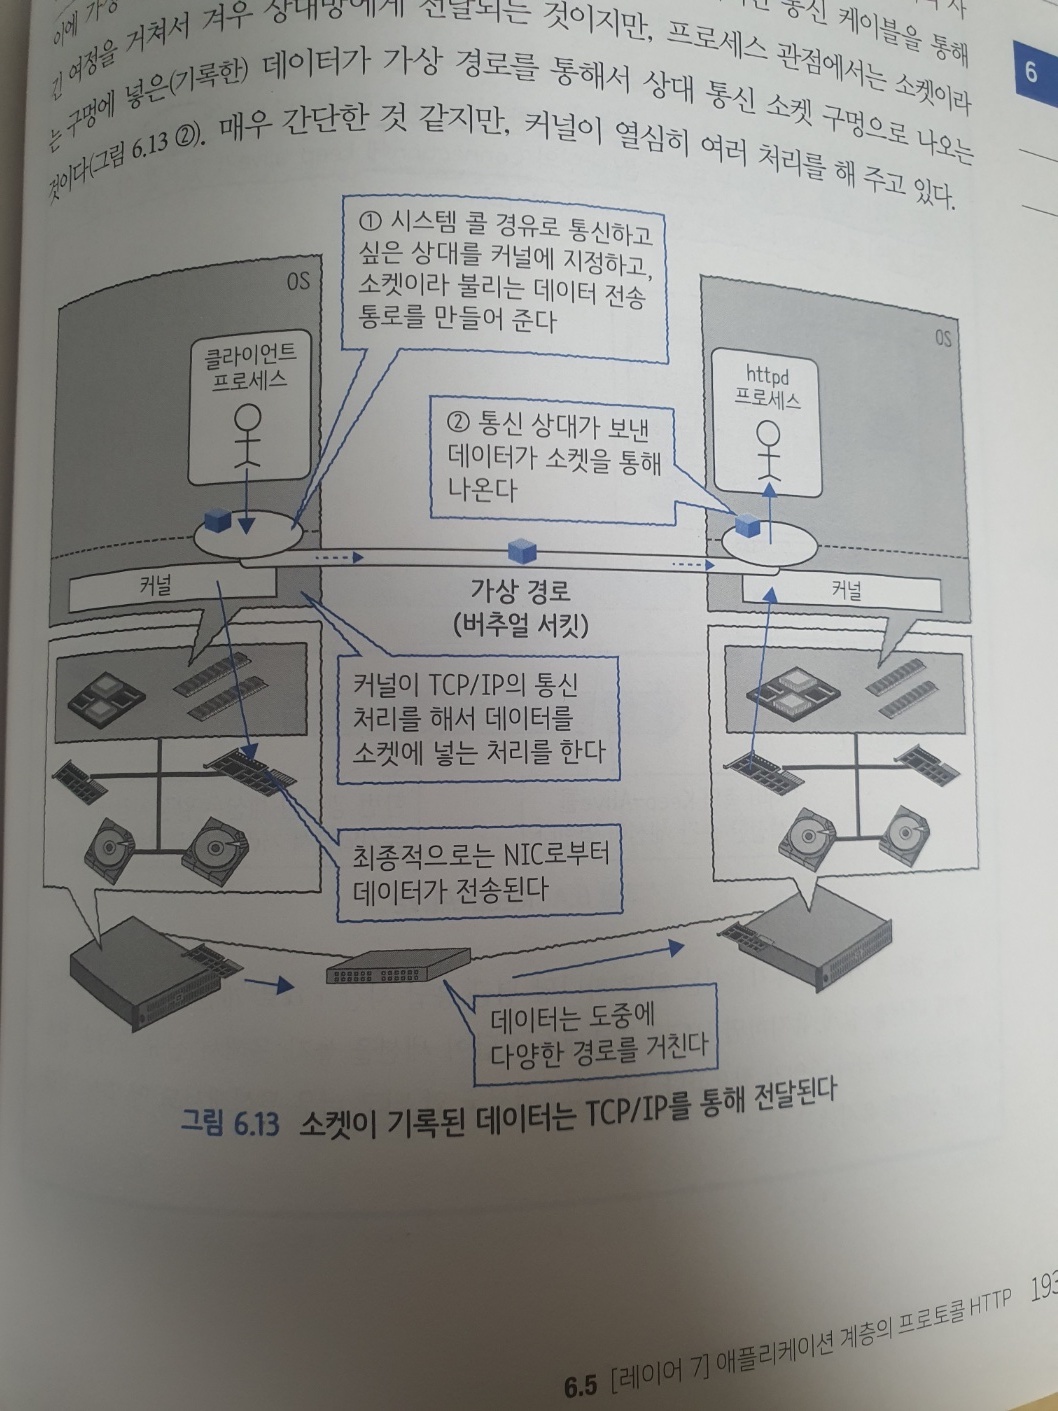 이에 가상
통신 케이블을 통해
긴 여정을 거쳐서 겨우 상대방에게 전달되는 것이지만, 프로세스 관점에서는 소켓이라
는 구멍에 넣은(기록한) 데이터가 가상 경로를 통해서 상대 통신 소켓 구멍으로 나오는
것이다(그림 6.13 ②). 매우 간단한 것 같지만, 커널이 열심히 여러 처리를 해 주고 있다.
6
① 시스템 콜 경유로 통신하고
싶은 상대를 커널에 지정하고,
소켓이라 불리는 데이터 전송
통로를 만들어 준다
OS
OS
클라이언트
프로세스
httpd
프로세스
② 통신 상대가 보낸
데이터가 소켓을 통해
나온다
커널
가상 경로
(버추얼 서킷)
커널
커널이 TCP/IP의 통신
처리를 해서 데이터를
소켓에 넣는 처리를 한다
최종적으로는 NIC로부터
데이터가 전송된다
데이터는 도중에
다양한 경로를 거친다
그림 6.13 소켓이 기록된 데이터는 TCP/IP를 통해 전달된다
6.5 [레이어 7] 애플리케이션 계층의 프로토콜 HTTP 193